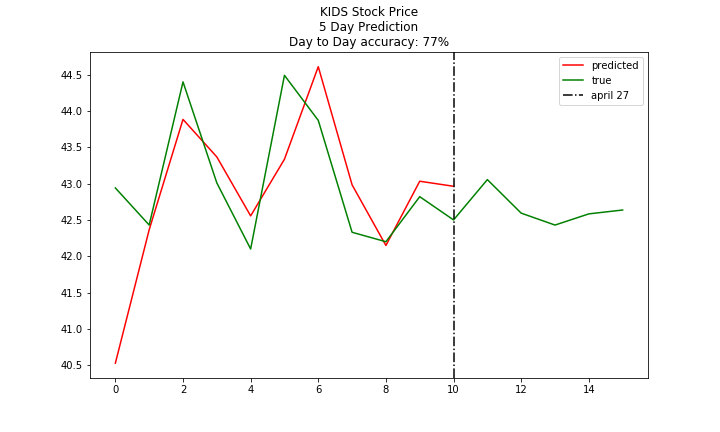 KIDS Stock Price
5 Day Prediction
Day to Day accuracy: 77%
predicted
true
april 27
44.5
44.0
43.5
43.0
42.5
42.0
41.5
41.0
40.5
0 2 4 6 8 10 12 14